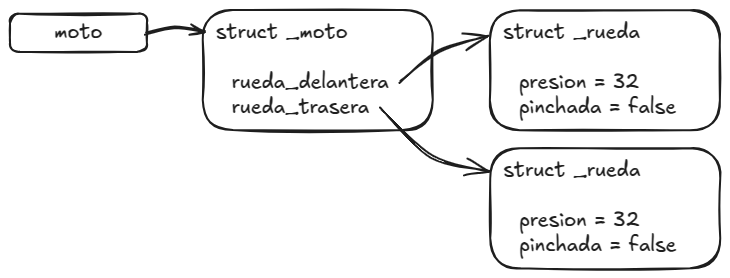 moto
struct _moto
rueda_delantera
rueda_trasera
struct _rueda
presion = 32
pinchada = false
struct _rueda
presion = 32
pinchada = false